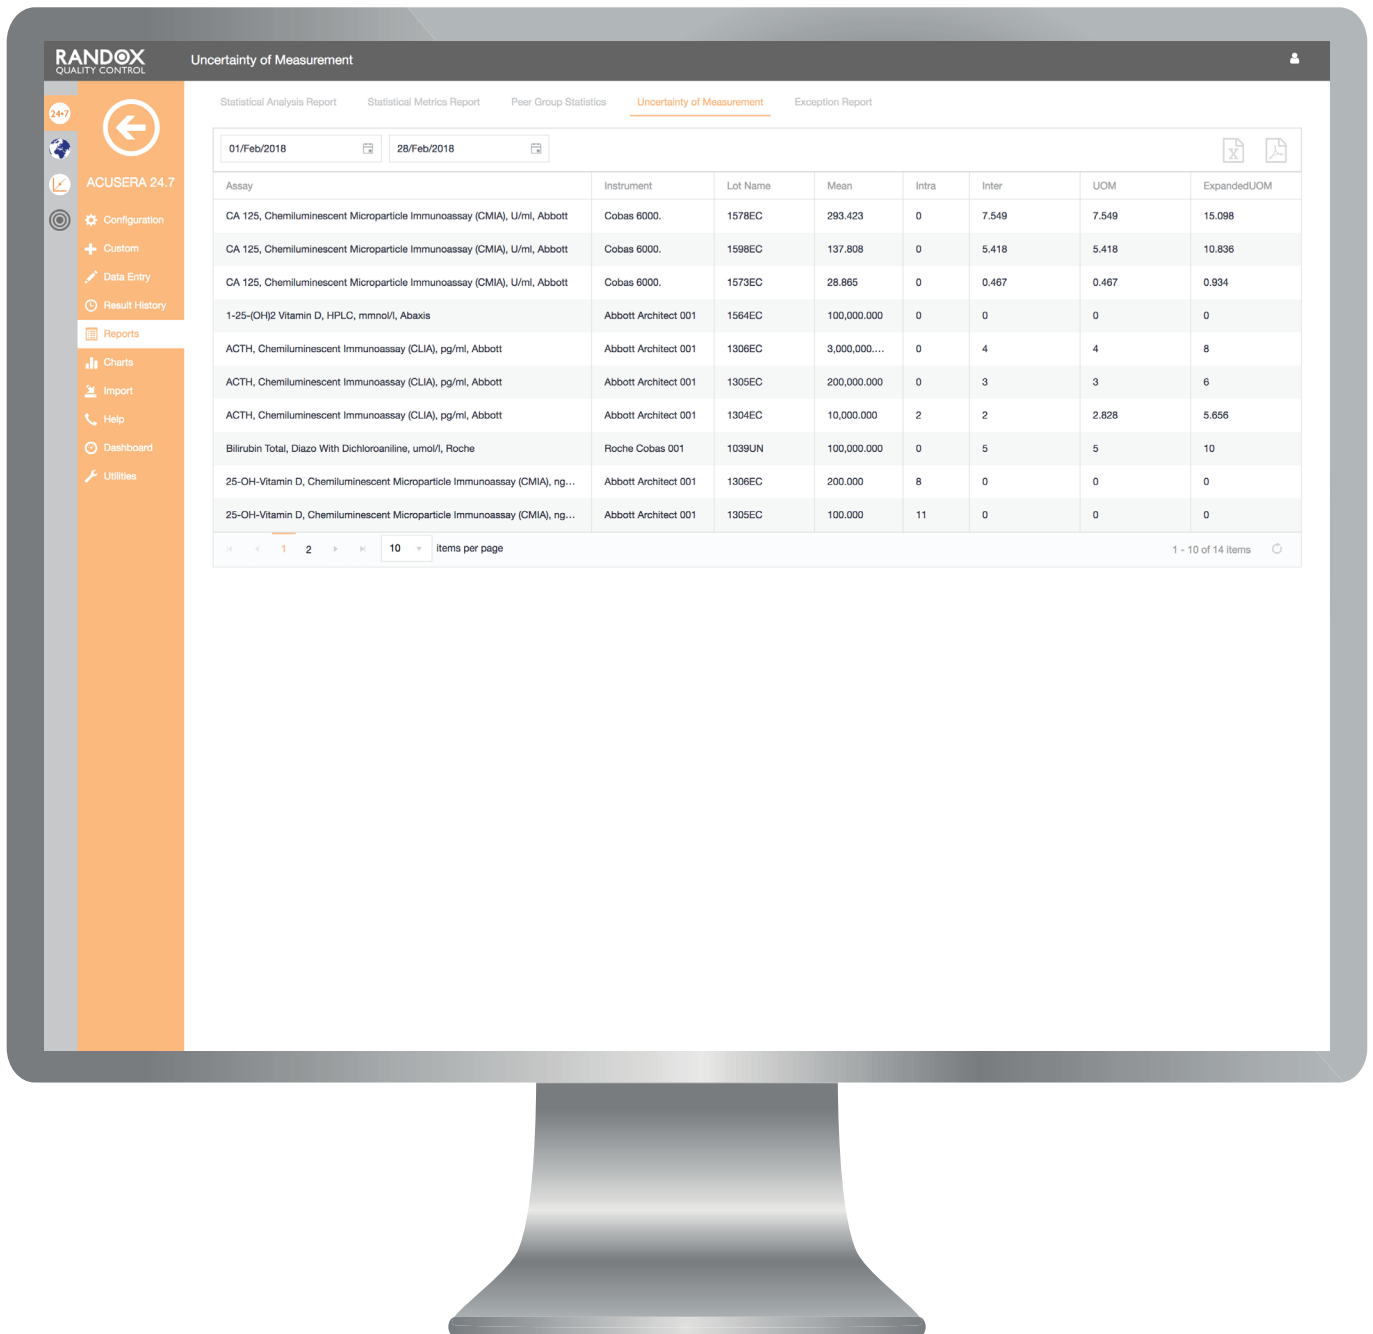 RANDOX
QUALITY CONTROL
Uncertainty of Measurement
24•7
ACUSERA 24.7
Configuration
Custom
Data Entry
Result History
Reports
Charts
Import
Help
Dashboard
Utilities
Statistical Analysis Report Statistical Metrics Report Peer Group Statistics Uncertainty of Measurement Exception Report
01/Feb/2018 28/Feb/2018
Assay Instrument Lot Name Mean Intra Inter UOM ExpandedUOM
CA 125, Chemiluminescent Microparticle Immunoassay (CMIA), U/ml, Abbott Cobas 6000. 1578EC 293.423 0 7.549 7.549 15.098
CA 125, Chemiluminescent Microparticle Immunoassay (CMIA), U/ml, Abbott Cobas 6000. 1598EC 137.808 0 5.418 5.418 10.836
CA 125, Chemiluminescent Microparticle Immunoassay (CMIA), U/ml, Abbott Cobas 6000. 1573EC 28.865 0 0.467 0.467 0.934
1-25-(OH)2 Vitamin D, HPLC, mmnol/l, Abaxis Abbott Architect 001 1564EC 100,000.000 0 0 0 0
ACTH, Chemiluminescent Immunoassay (CLIA), pg/ml, Abbott Abbott Architect 001 1306EC 3,000,000.... 0 4 4 8
ACTH, Chemiluminescent Immunoassay (CLIA), pg/ml, Abbott Abbott Architect 001 1305EC 200,000.000 0 3 3 6
ACTH, Chemiluminescent Immunoassay (CLIA), pg/ml, Abbott Abbott Architect 001 1304EC 10,000.000 2 2 2.828 5.656
Bilirubin Total, Diazo With Dichloroaniline, umol/l, Roche Roche Cobas 001 1039UN 100,000.000 0 5 5 10
25-OH-Vitamin D, Chemiluminescent Microparticle Immunoassay (CMIA), ng... Abbott Architect 001 1306EC 200.000 8 0 0 0
25-OH-Vitamin D, Chemiluminescent Microparticle Immunoassay (CMIA), ng... Abbott Architect 001 1305EC 100.000 11 0 0 0
1 2 10 items per page 1 - 10 of 14 items